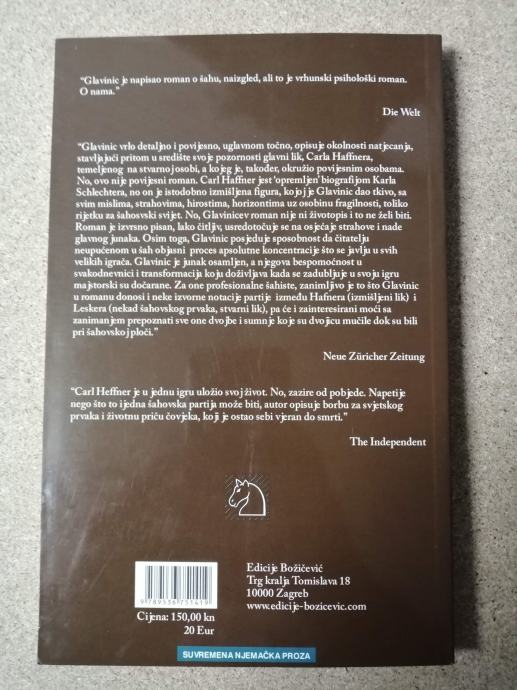 “Glavinic je napisao roman o šahu, naizgled, ali to je vrhunski psihološki roman.
O nama.”
Die Welt
“Glavinic vrlo detaljno i povijesno, uglavnom točno, opisuje okolnosti natjecanja,
stavljajući pritom u središte svoje pozornosti glavni lik, Carla Haffnera,
temeljenog na stvarnoj osobi, a kojeg je, također, okružio povijesnim osobama.
No, ovo nije povijesni roman. Carl Haffner jest ‘opremljen’ biografijom Karla
Schlechtera, no on je istodobno izmišljena figura, kojoj je Glavinic dao tkivo, sa
svim mislima, strahovima, hirostima, horizontima uz osobinu fragilnosti, toliko
rijetku za šahovski svijet. No, Glavinicev roman nije ni životopis i to ne želi biti.
Roman je izvrsno pisan, lako čitljiv, usredotočuje se na osjećaje strahove i nade
glavnog junaka. Osim toga, Glavinic posjeduje sposobnost da čitatelju
neupućenom u šah objasni proces apsolutne koncentracije što se javlja u svih
velikih igrača. Glavinic je junak osamljen, a njegova bespomoćnost u
svakodnevnici i transformacija koju doživljava kada se zadubljuje u svoju igru
majstorski su dočarane. Za one profesionalne šahiste, zanimljivo je to što Glavinic
u romanu donosi i neke izvorne notacije partije između Hafnera (izmišljeni lik) i
Leskera (nekad šahovskog prvaka, stvarni lik), pa će i zainteresirani moći sa
zanimanjem prepoznati sve one dvojbe i sumnje koje su dvojicu mučile dok su bili
pri šahovskoj ploči.”
Neue Züricher Zeitung
“Carl Heffner je u jednu igru uložio svoj život. No, zazire od pobjede. Napetije
nego što to ijedna šahovska partija može biti, autor opisuje borbu za svjetskog
prvaka i životnu priču čovjeka, koji je ostao sebi vjeran do smrti.”
The Independent
9 789536 751419
Cijena: 150,00 kn
20 Eur
Edicije Božičević
Trg kralja Tomislava 18
10000 Zagreb
www.edicije-bozicevic.com
SUVREMENA NJEMAČKA PROZA